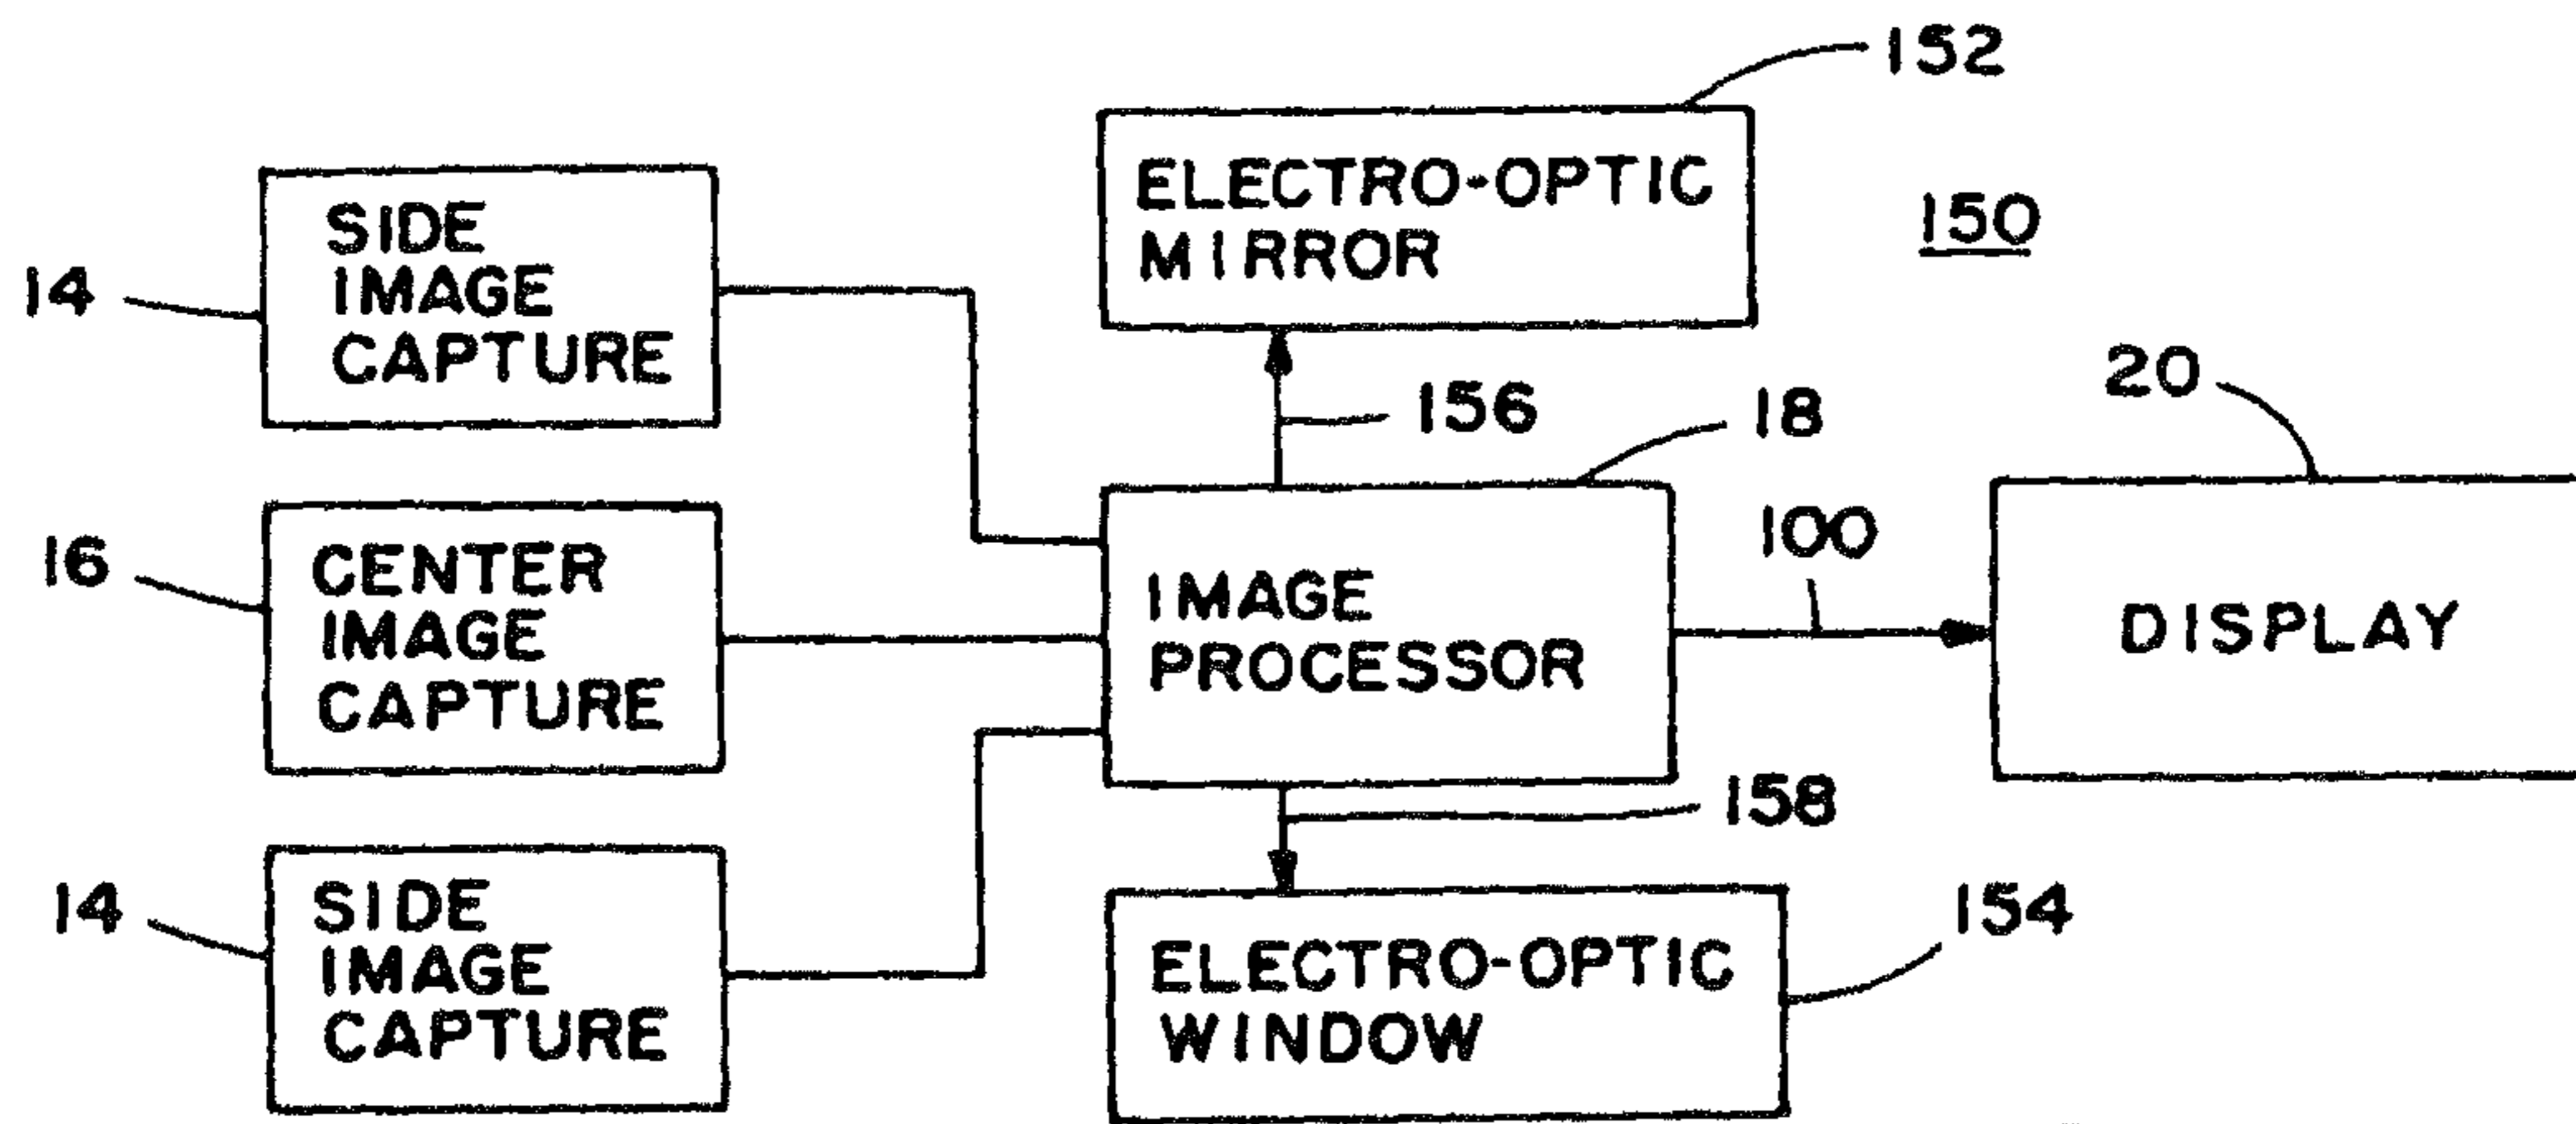 152
ELECTRO-OPTIC
MIRROR
150
14
SIDE
IMAGE
CAPTURE
156
18
20
16
CENTER
IMAGE
CAPTURE
IMAGE
PROCESSOR
100
DISPLAY
158
14
SIDE
IMAGE
CAPTURE
ELECTRO-OPTIC
WINDOW
154